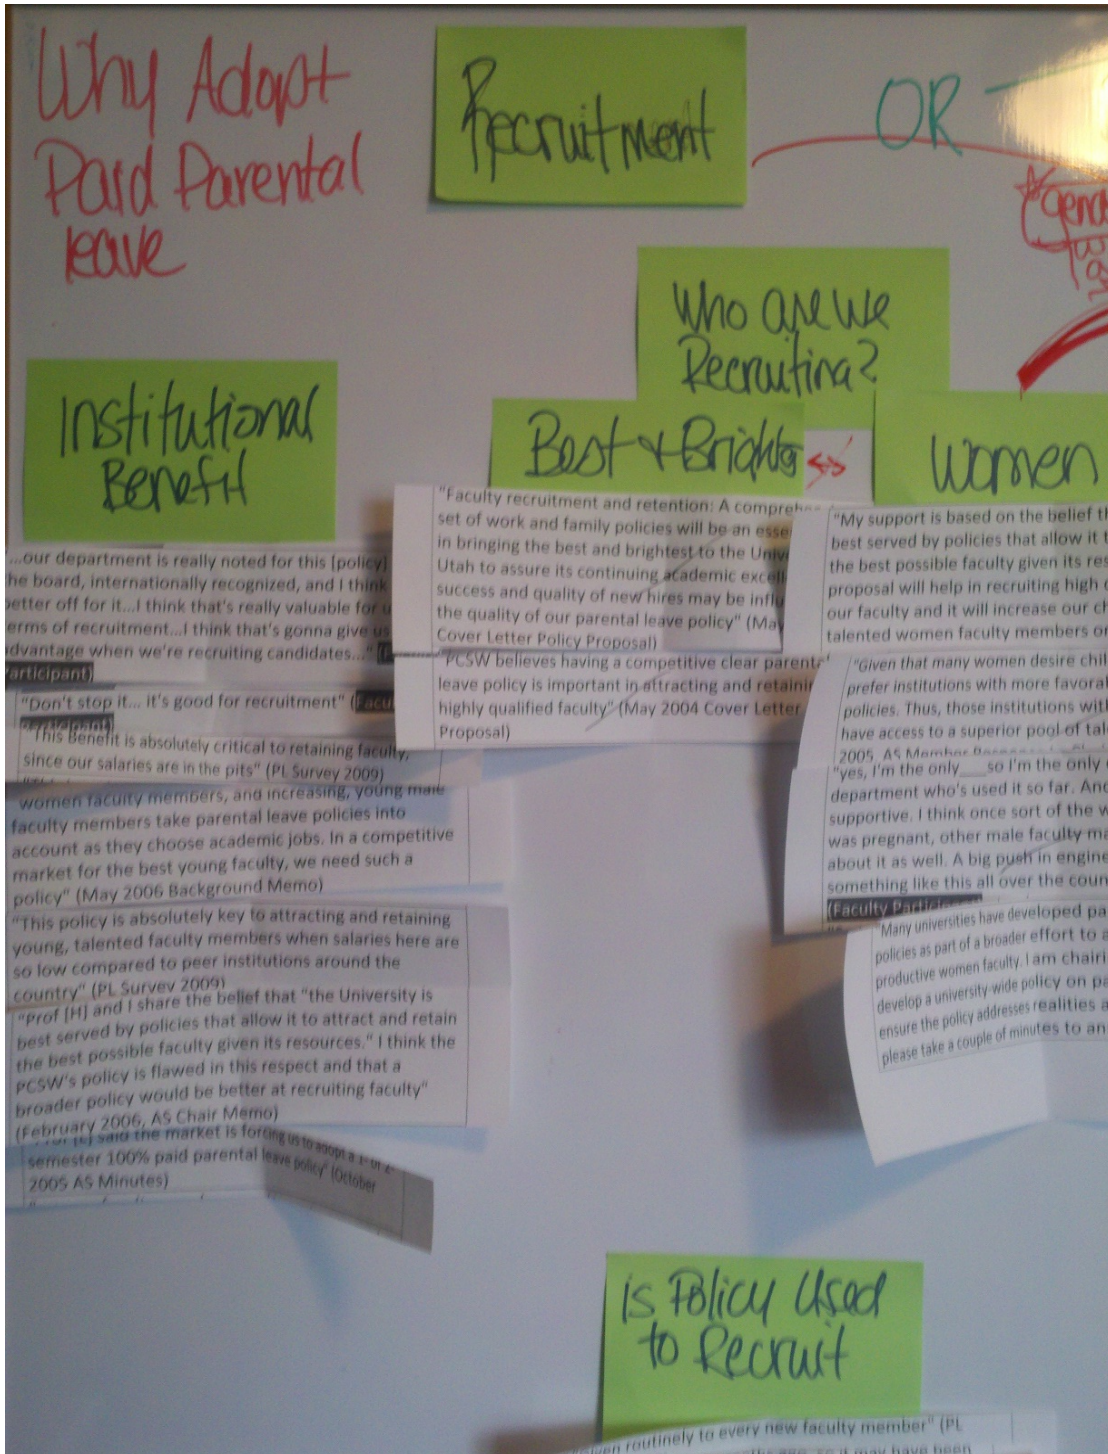 Why Adopt
Paid Parental
leave
Recruitment
OR
Who are we
Recruiting?
Institutional
Benefit
Best & Brightest
Women
"...our department is really noted for this [policy]
he board, internationally recognized, and I think
better off for it...I think that's really valuable for
erms of recruitment...I think that's gonna give us
dvantage when we're recruiting candidates..."
articipant)
"Don't stop it... it's good for recruitment" (Facu
Participant)
"This Benefit is absolutely critical to retaining faculty,
since our salaries are in the pits" (PL Survey 2009)
women faculty members, and increasing, young male
faculty members take parental leave policies into
account as they choose academic jobs. In a competitive
market for the best young faculty, we need such a
policy" (May 2006 Background Memo)
"This policy is absolutely key to attracting and retaining
young, talented faculty members when salaries here are
so low compared to peer institutions around the
country" (PL Survey 2009)
"Prof [H] and I share the belief that "the University is
best served by policies that allow it to attract and retain
the best possible faculty given its resources." I think the
PCSW's policy is flawed in this respect and that a
broader policy would be better at recruiting faculty"
(February 2006, AS Chair Memo)
said the market is forcing us to adopt a 1- or 2-
semester 100% paid parental leave policy" (October
2005 AS Minutes)
"Faculty recruitment and retention: A compreh
set of work and family policies will be an esse
in bringing the best and brightest to the Unive
Utah to assure its continuing academic excell
success and quality of new hires may be influ
the quality of our parental leave policy" (May
Cover Letter Policy Proposal)
"PCSW believes having a competitive clear parent
leave policy is important in attracting and retainin
highly qualified faculty" (May 2004 Cover Letter
Proposal)
"My support is based on the belief th
best served by policies that allow it t
the best possible faculty given its res
proposal will help in recruiting high
our faculty and it will increase our ch
talented women faculty members or
"Given that many women desire chil
prefer institutions with more favorab
policies. Thus, those institutions with
have access to a superior pool of tal
2005, AS Member
"yes, I'm the only___so I'm the only
department who's used it so far. And
supportive. I think once sort of the w
was pregnant, other male faculty ma
about it as well. A big push in engine
something like this all over the coun
(Faculty Participant
"Many universities have developed pa
policies as part of a broader effort to a
productive women faculty. I am chairi
develop a university-wide policy on pa
ensure the policy addresses realities a
please take a couple of minutes to an
is Policy Used
to Recruit
routinely to every new faculty member" (PL
may have been